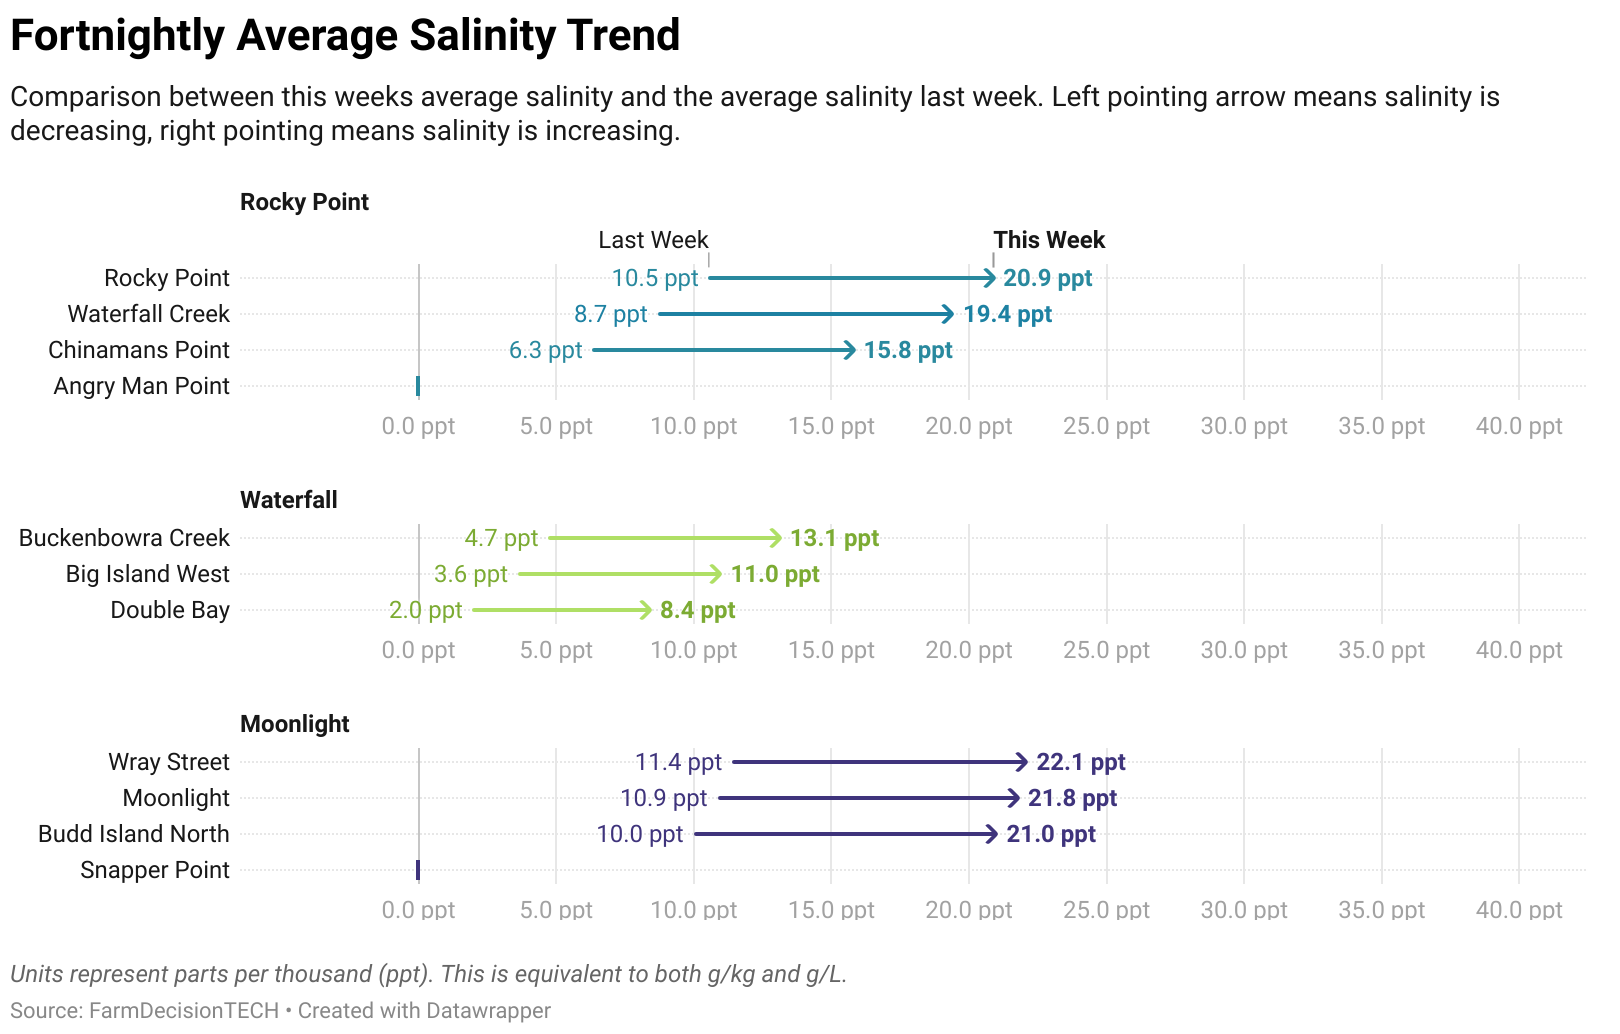 Fortnightly Average Salinity Trend
Comparison between this weeks average salinity and the average salinity last week. Left pointing arrow means salinity is
decreasing, right pointing means salinity is increasing.
Rocky Point
Last Week This Week
Rocky Point 10.5 ppt 20.9 ppt
Waterfall Creek 8.7 ppt 19.4 ppt
Chinamans Point 6.3 ppt 15.8 ppt
Angry Man Point
0.0 ppt 5.0 ppt 10.0 ppt 15.0 ppt 20.0 ppt 25.0 ppt 30.0 ppt 35.0 ppt 40.0 ppt
Waterfall
Buckenbowra Creek 4.7 ppt 13.1 ppt
Big Island West 3.6 ppt 11.0 ppt
Double Bay 2.0 ppt 8.4 ppt
0.0 ppt 5.0 ppt 10.0 ppt 15.0 ppt 20.0 ppt 25.0 ppt 30.0 ppt 35.0 ppt 40.0 ppt
Moonlight
Wray Street 11.4 ppt 22.1 ppt
Moonlight 10.9 ppt 21.8 ppt
Budd Island North 10.0 ppt 21.0 ppt
Snapper Point
0.0 ppt 5.0 ppt 10.0 ppt 15.0 ppt 20.0 ppt 25.0 ppt 30.0 ppt 35.0 ppt 40.0 ppt
Units represent parts per thousand (ppt). This is equivalent to both g/kg and g/L.
Source: FarmDecisionTECH • Created with Datawrapper